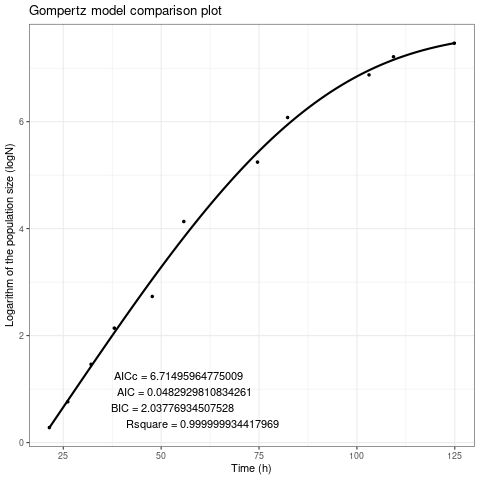 Gompertz model comparison plot
Logarithm of the population size (logN)
6
4
2
0
AICc = 6.71495964775009
AIC = 0.0482929810834261
BIC = 2.03776934507528
Rsquare = 0.999999934417969
25 50 75 100 125
Time (h)